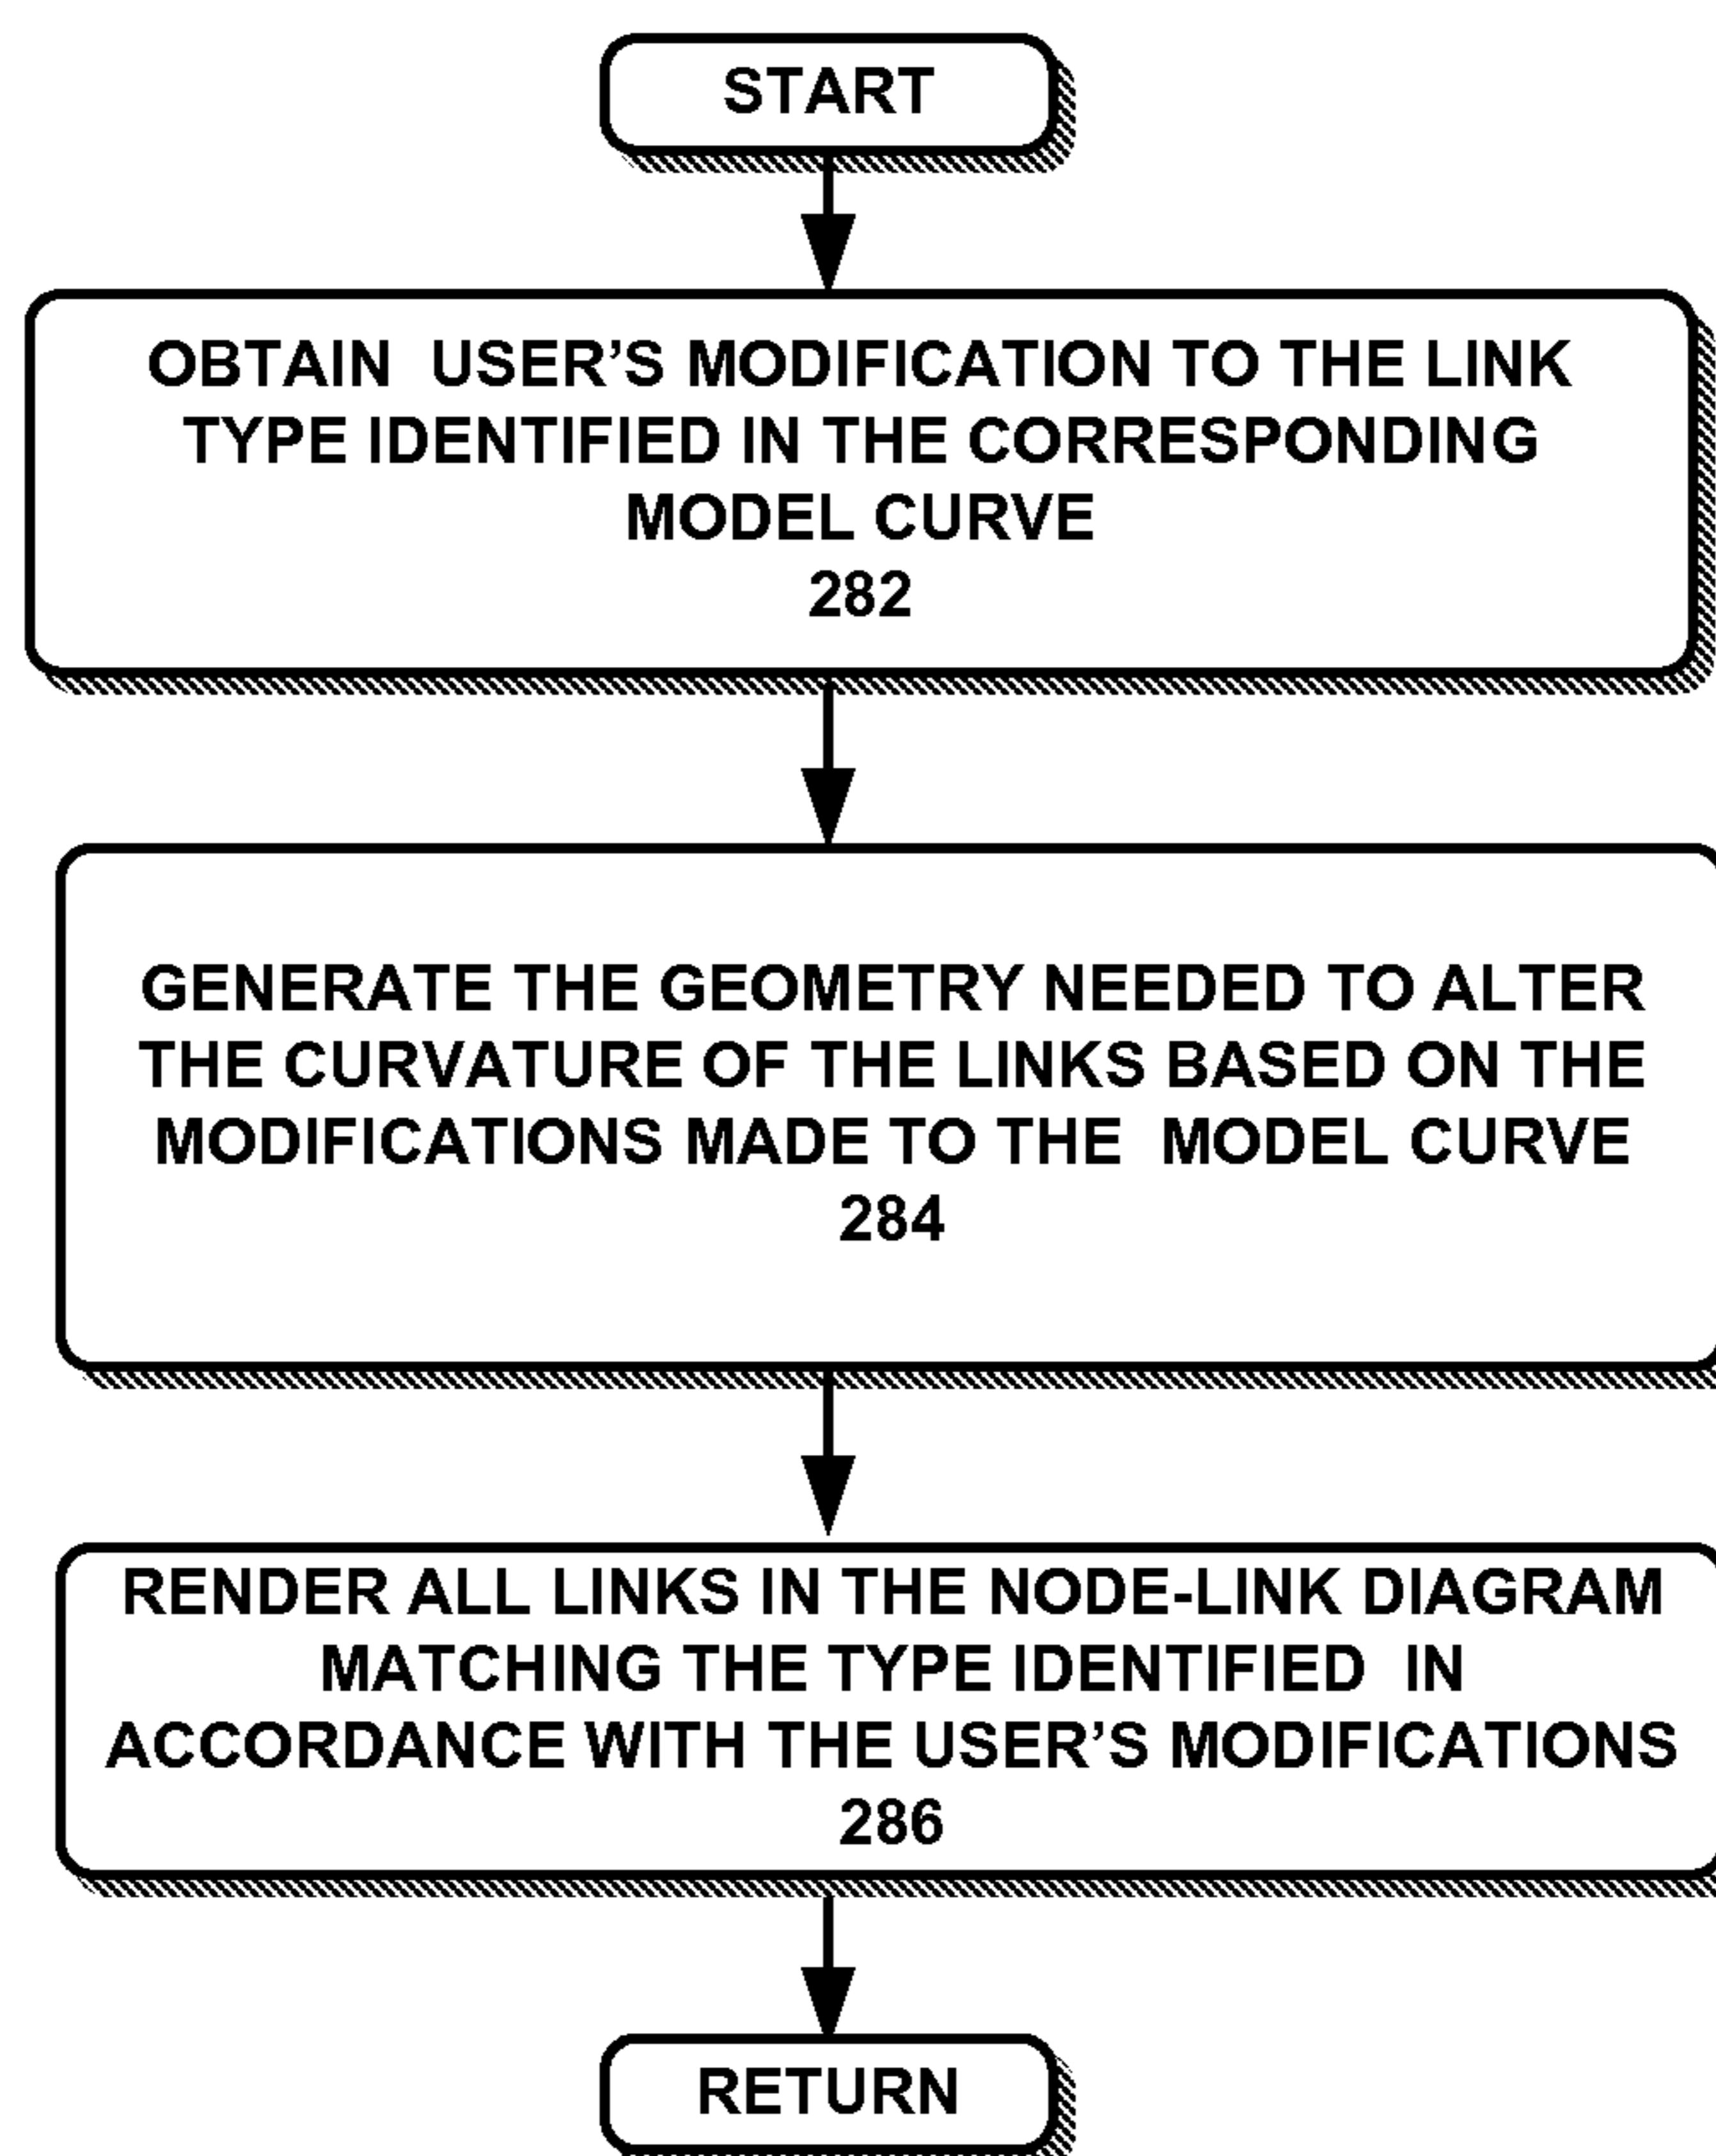 START
OBTAIN USER'S MODIFICATION TO THE LINK
TYPE IDENTIFIED IN THE CORRESPONDING
MODEL CURVE
282
GENERATE THE GEOMETRY NEEDED TO ALTER
THE CURVATURE OF THE LINKS BASED ON THE
MODIFICATIONS MADE TO THE MODEL CURVE
284
RENDER ALL LINKS IN THE NODE-LINK DIAGRAM
MATCHING THE TYPE IDENTIFIED IN
ACCORDANCE WITH THE USER'S MODIFICATIONS
286
RETURN